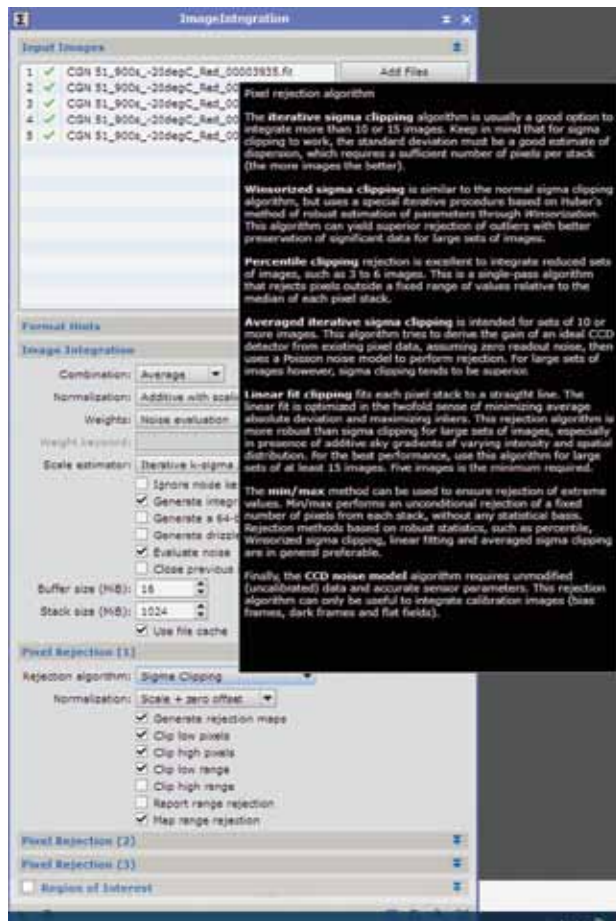 ImageIntegration
Input Images
1 CGN 51_900s_-20degC_Red_00003935.fit
Add Files
2 CGN 51_900s_-20degC_Red_00
3 CGN 51_900s_-20degC_Red_00
4 CGN 51_900s_-20degC_Red_00
5 CGN 51_900s_-20degC_Red_00
Pixel rejection algorithm
The iterative sigma clipping algorithm is usually a good option to
integrate more than 10 or 15 images. Keep in mind that for sigma
clipping to work, the standard deviation must be a good estimate of
dispersion, which requires a sufficient number of pixels per stack
(the more images the better).
Winsorized sigma clipping is similar to the normal sigma clipping
algorithm, but uses a special iterative procedure based on Huber's
method of robust estimation of parameters through Winsorization.
This algorithm can yield superior rejection of outliers with better
preservation of significant data for large sets of images.
Percentile clipping rejection is excellent to integrate reduced sets
of images, such as 3 to 6 images. This is a single-pass algorithm
that rejects pixels outside a fixed range of values relative to the
median of each pixel stack.
Averaged iterative sigma clipping is intended for sets of 10 or
more images. This algorithm tries to derive the gain of an ideal CCD
detector from existing pixel data, assuming zero readout noise, then
uses a Poisson noise model to perform rejection. For large sets of
images however, sigma clipping tends to be superior.
Linear fit clipping fits each pixel stack to a straight line. The
linear fit is optimized in the twofold sense of minimizing average
absolute deviation and maximizing inliers. This rejection algorithm is
more robust than sigma clipping for large sets of images, especially
in presence of additive sky gradients of varying intensity and spatial
distribution. For the best performance, use this algorithm for large
sets of at least 15 images. Five images is the minimum required.
The min/max method can be used to ensure rejection of extreme
values. Min/max performs an unconditional rejection of a fixed
number of pixels from each stack, without any statistical basis.
Rejection methods based on robust statistics, such as percentile,
Winsorized sigma clipping, linear fitting and averaged sigma clipping
are in general preferable.
Finally, the CCD noise model algorithm requires unmodified
(uncalibrated) data and accurate sensor parameters. This rejection
algorithm can only be useful to integrate calibration images (bias
frames, dark frames and flat fields).
Format Hints
Image Integration
Combination: Average
Normalization: Additive with scali
Weights: Noise evaluation
Weight keyword:
Scale estimator: Iterative k-sigma
Ignore noise ke
Generate integr
Generate a 64-b
Generate drizzle
Evaluate noise
Close previous
Buffer size (MiB): 16
Stack size (MiB): 1024
Use file cache
Pixel Rejection (1)
Rejection algorithm: Sigma Clipping
Normalization: Scale + zero offset
Generate rejection maps
Clip low pixels
Clip high pixels
Clip low range
Clip high range
Report range rejection
Map range rejection
Pixel Rejection (2)
Pixel Rejection (3)
Region of Interest